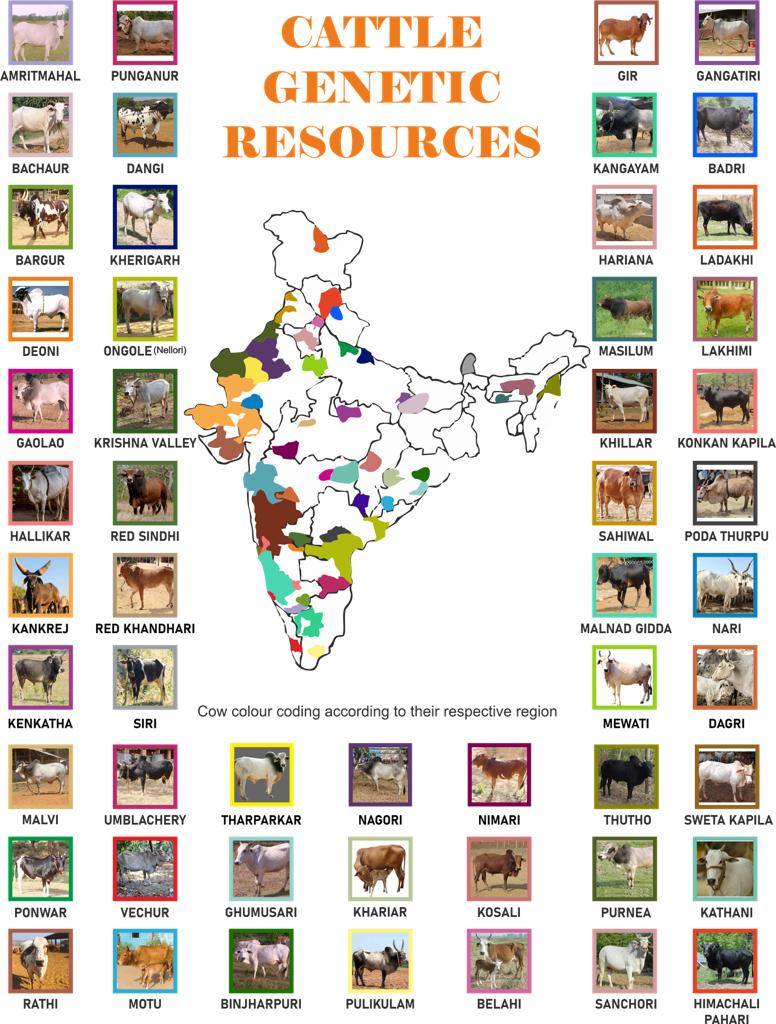 CATTLE
GENETIC
RESOURCES
AMRITMAHAL
PUNGANUR
GIR
GANGATIRI
BACHAUR
DANGI
KANGAYAM
BADRI
BARGUR
KHERIGARH
HARIANA
LADAKHI
DEONI
ONGOLE (Nellori)
MASILUM
LAKHIMI
GAOLAO
KRISHNA VALLEY
KHILLAR
KONKAN KAPILA
HALLIKAR
RED SINDHI
SAHIWAL
PODA THURPU
KANKREJ
RED KHANDHARI
MALNAD GIDDA
NARI
KENKATHA
SIRI
MEWATI
DAGRI
Cow colour coding according to their respective region
MALVI
UMBLACHERY
THARPARKAR
NAGORI
NIMARI
THUTHO
SWETA KAPILA
PONWAR
VECHUR
GHUMUSARI
KHARIAR
KOSALI
PURNEA
KATHANI
RATHI
MOTU
BINJHARPURI
PULIKULAM
BELAHI
SANCHORI
HIMACHALI
PAHARI